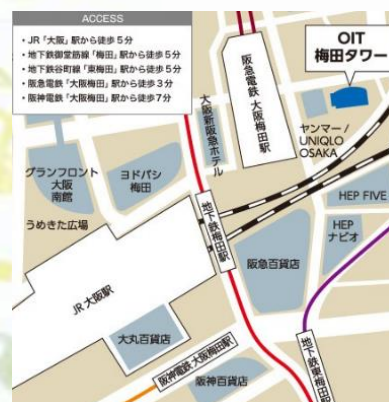 ACCESS
・JR「大阪」駅から徒歩5分
・地下鉄御堂筋線「梅田」駅から徒歩5分
・地下鉄谷町線「東梅田」駅から徒歩5分
・阪急電鉄「大阪梅田」駅から徒歩3分
・阪神電鉄「大阪梅田」駅から徒歩7分
OIT
梅田タワー
阪急電鉄 大阪梅田駅
大阪新阪急ホテル
ヤンマー /
UNIQLO
OSAKA
グランフロント
大阪
南館
ヨドバシ
梅田
HEP FIVE
うめきた広場
地下鉄梅田駅
HEP
ナビオ
阪急百貨店
JR 大阪駅
大丸百貨店
阪神電鉄 大阪梅田駅
阪神百貨店
地下鉄東梅田駅